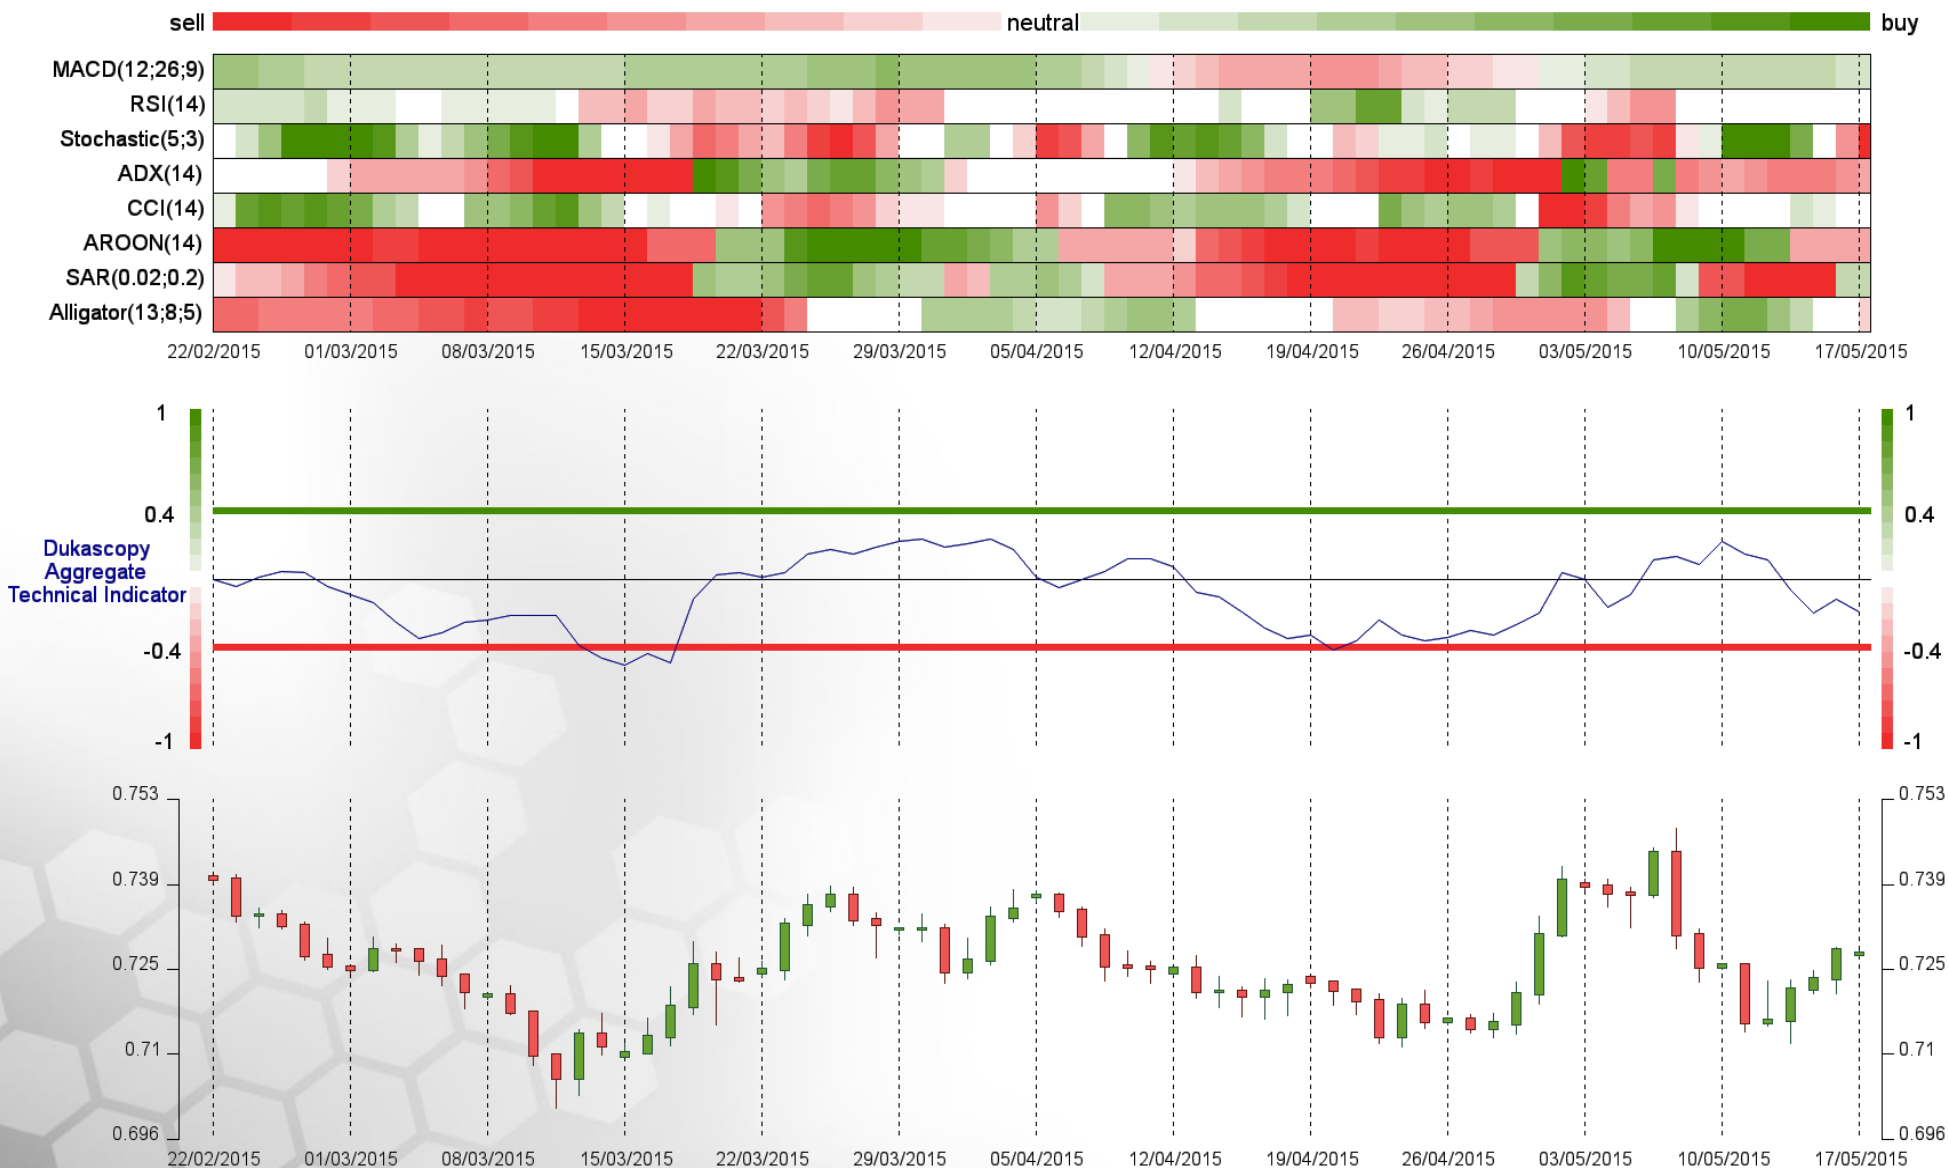 sell neutral buy
MACD(12;26;9)
RSI(14)
Stochastic(5;3)
ADX(14)
CCI(14)
AROON(14)
SAR(0.02;0.2)
Alligator(13;8;5)
22/02/2015 01/03/2015 08/03/2015 15/03/2015 22/03/2015 29/03/2015 05/04/2015 12/04/2015 19/04/2015 26/04/2015 03/05/2015 10/05/2015 17/05/2015
1 1
0.4 0.4
Dukascopy
Aggregate
Technical Indicator
-0.4 -0.4
-1 -1
0.753 0.753
0.739 0.739
0.725 0.725
0.71 0.71
0.696 0.696
22/02/2015 01/03/2015 08/03/2015 15/03/2015 22/03/2015 29/03/2015 05/04/2015 12/04/2015 19/04/2015 26/04/2015 03/05/2015 10/05/2015 17/05/2015